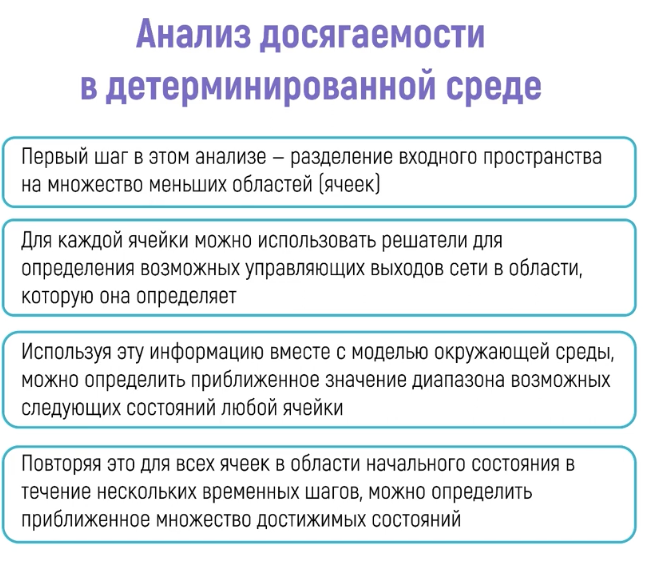 Анализ досягаемости
в детерминированной среде
Первый шаг в этом анализе – разделение входного пространства
на множество меньших областей (ячеек)
Для каждой ячейки можно использовать решатели для
определения возможных управляющих выходов сети в области,
которую она определяет
Используя эту информацию вместе с моделью окружающей среды,
можно определить приближенное значение диапазона возможных
следующих состояний любой ячейки
Повторяя это для всех ячеек в области начального состояния в
течение нескольких временных шагов, можно определить
приближенное множество достижимых состояний